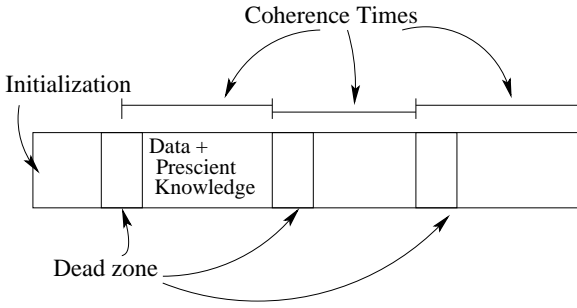 Coherence Times
Initialization
Data +
Prescient
Knowledge
Dead zone